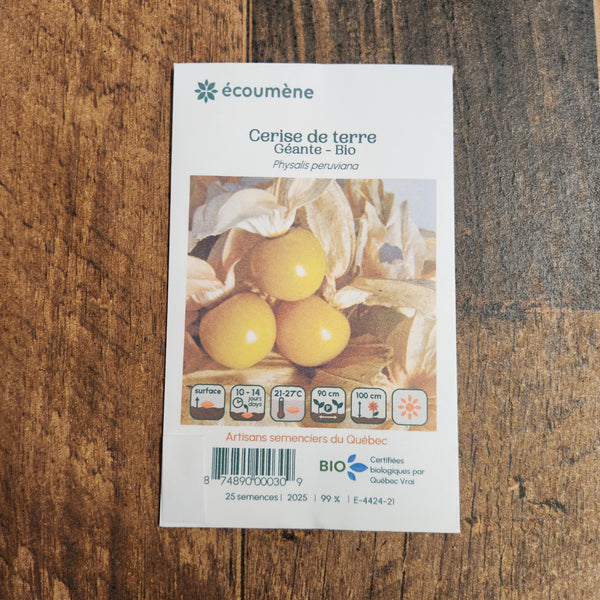 écoumène
Cerise de terre
Géante - Bio
Physalis peruviana
surface
10 - 14
jours
days
21-27°C
90 cm
P
100 cm
Artisans semenciers du Québec
8 74890 00030 9
BIO
Certifiées
biologiques par
Québec Vrai
25 semences | 2025 | 99 % | E-4424-21